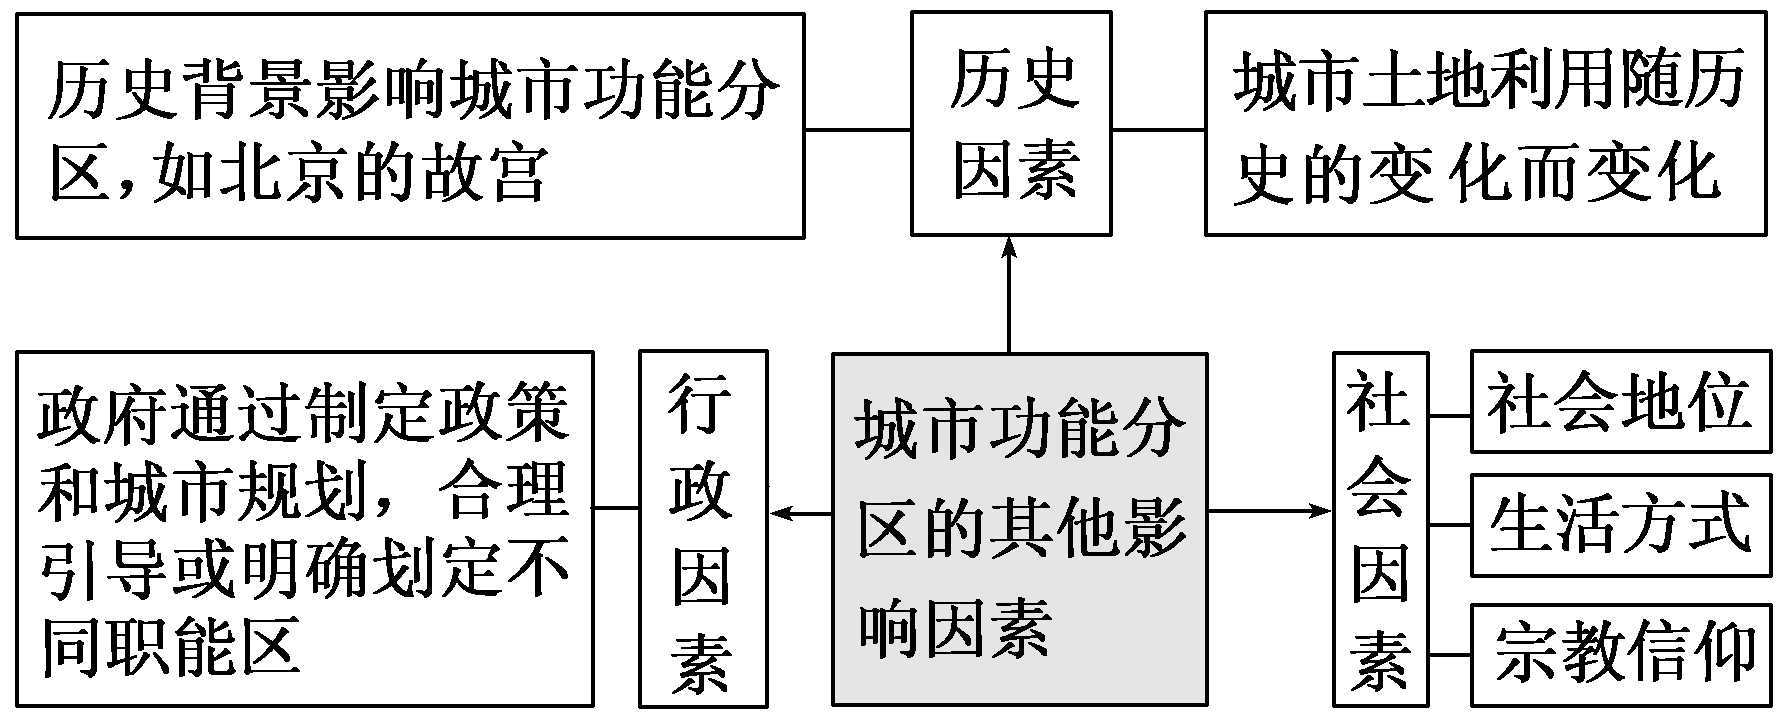 历史背景影响城市功能分
区,如北京的故宫
历史
因素
城市土地利用随历
史的变化而变化
政府通过制定政策
和城市规划，合理
引导或明确划定不
同职能区
行
政
因
素
城市功能分
区的其他影
响因素
社
会
因
素
社会地位
生活方式
宗教信仰